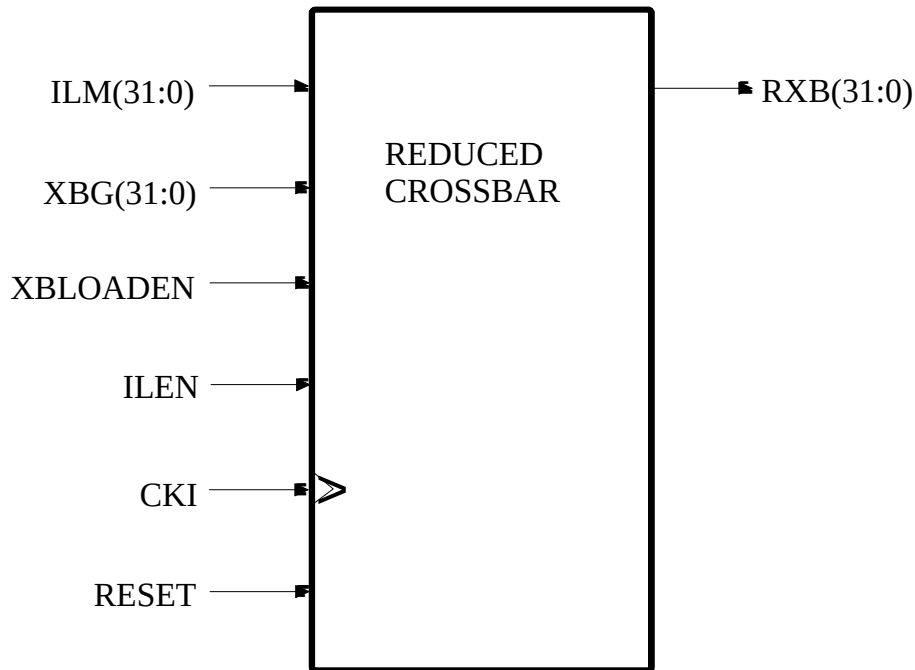 ILM(31:0)
RXB(31:0)
REDUCED
CROSSBAR
XBG(31:0)
XBLOADEN
ILEN
CKI
RESET